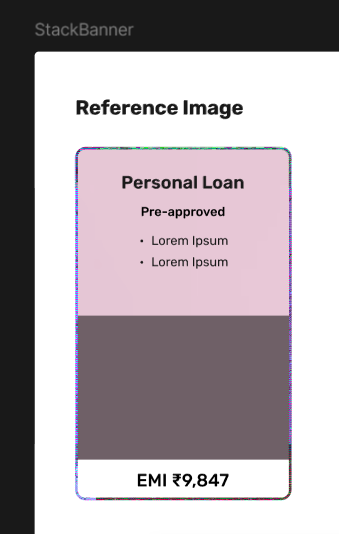 StackBanner
Reference Image
Personal Loan
Pre-approved
• Lorem Ipsum
• Lorem Ipsum
EMI ₹9,847